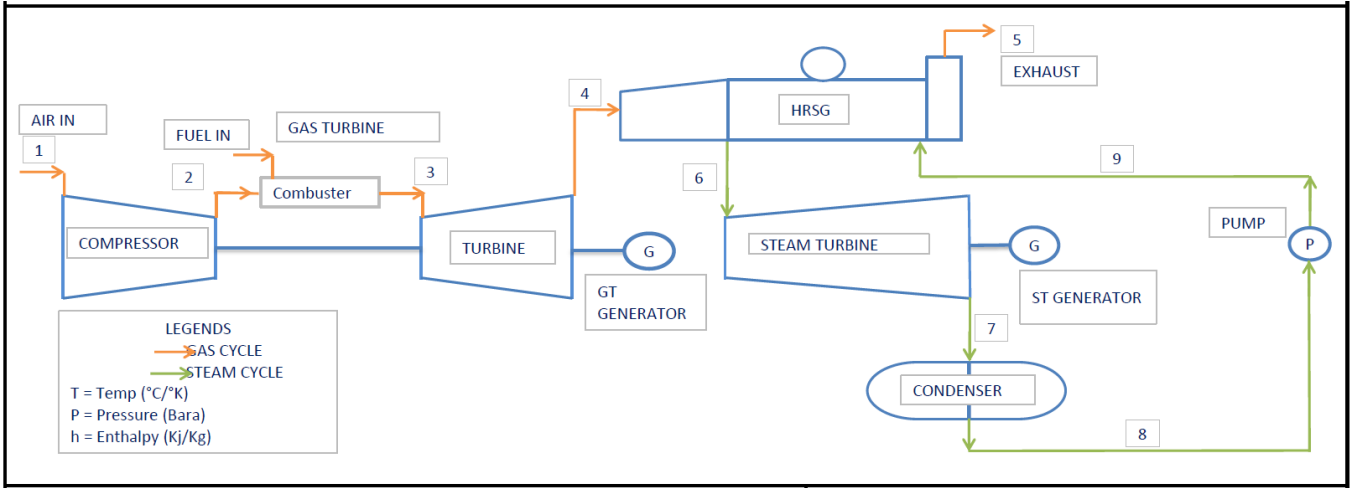 5
EXHAUST
4
HRSG
AIR IN
1
FUEL IN
GAS TURBINE
2
Combuster
3
6
9
COMPRESSOR
TURBINE
G
GT
GENERATOR
STEAM TURBINE
G
ST GENERATOR
PUMP
P
7
CONDENSER
8
LEGENDS
GAS CYCLE
STEAM CYCLE
T = Temp (°C/°K)
P = Pressure (Bara)
h = Enthalpy (Kj/Kg)